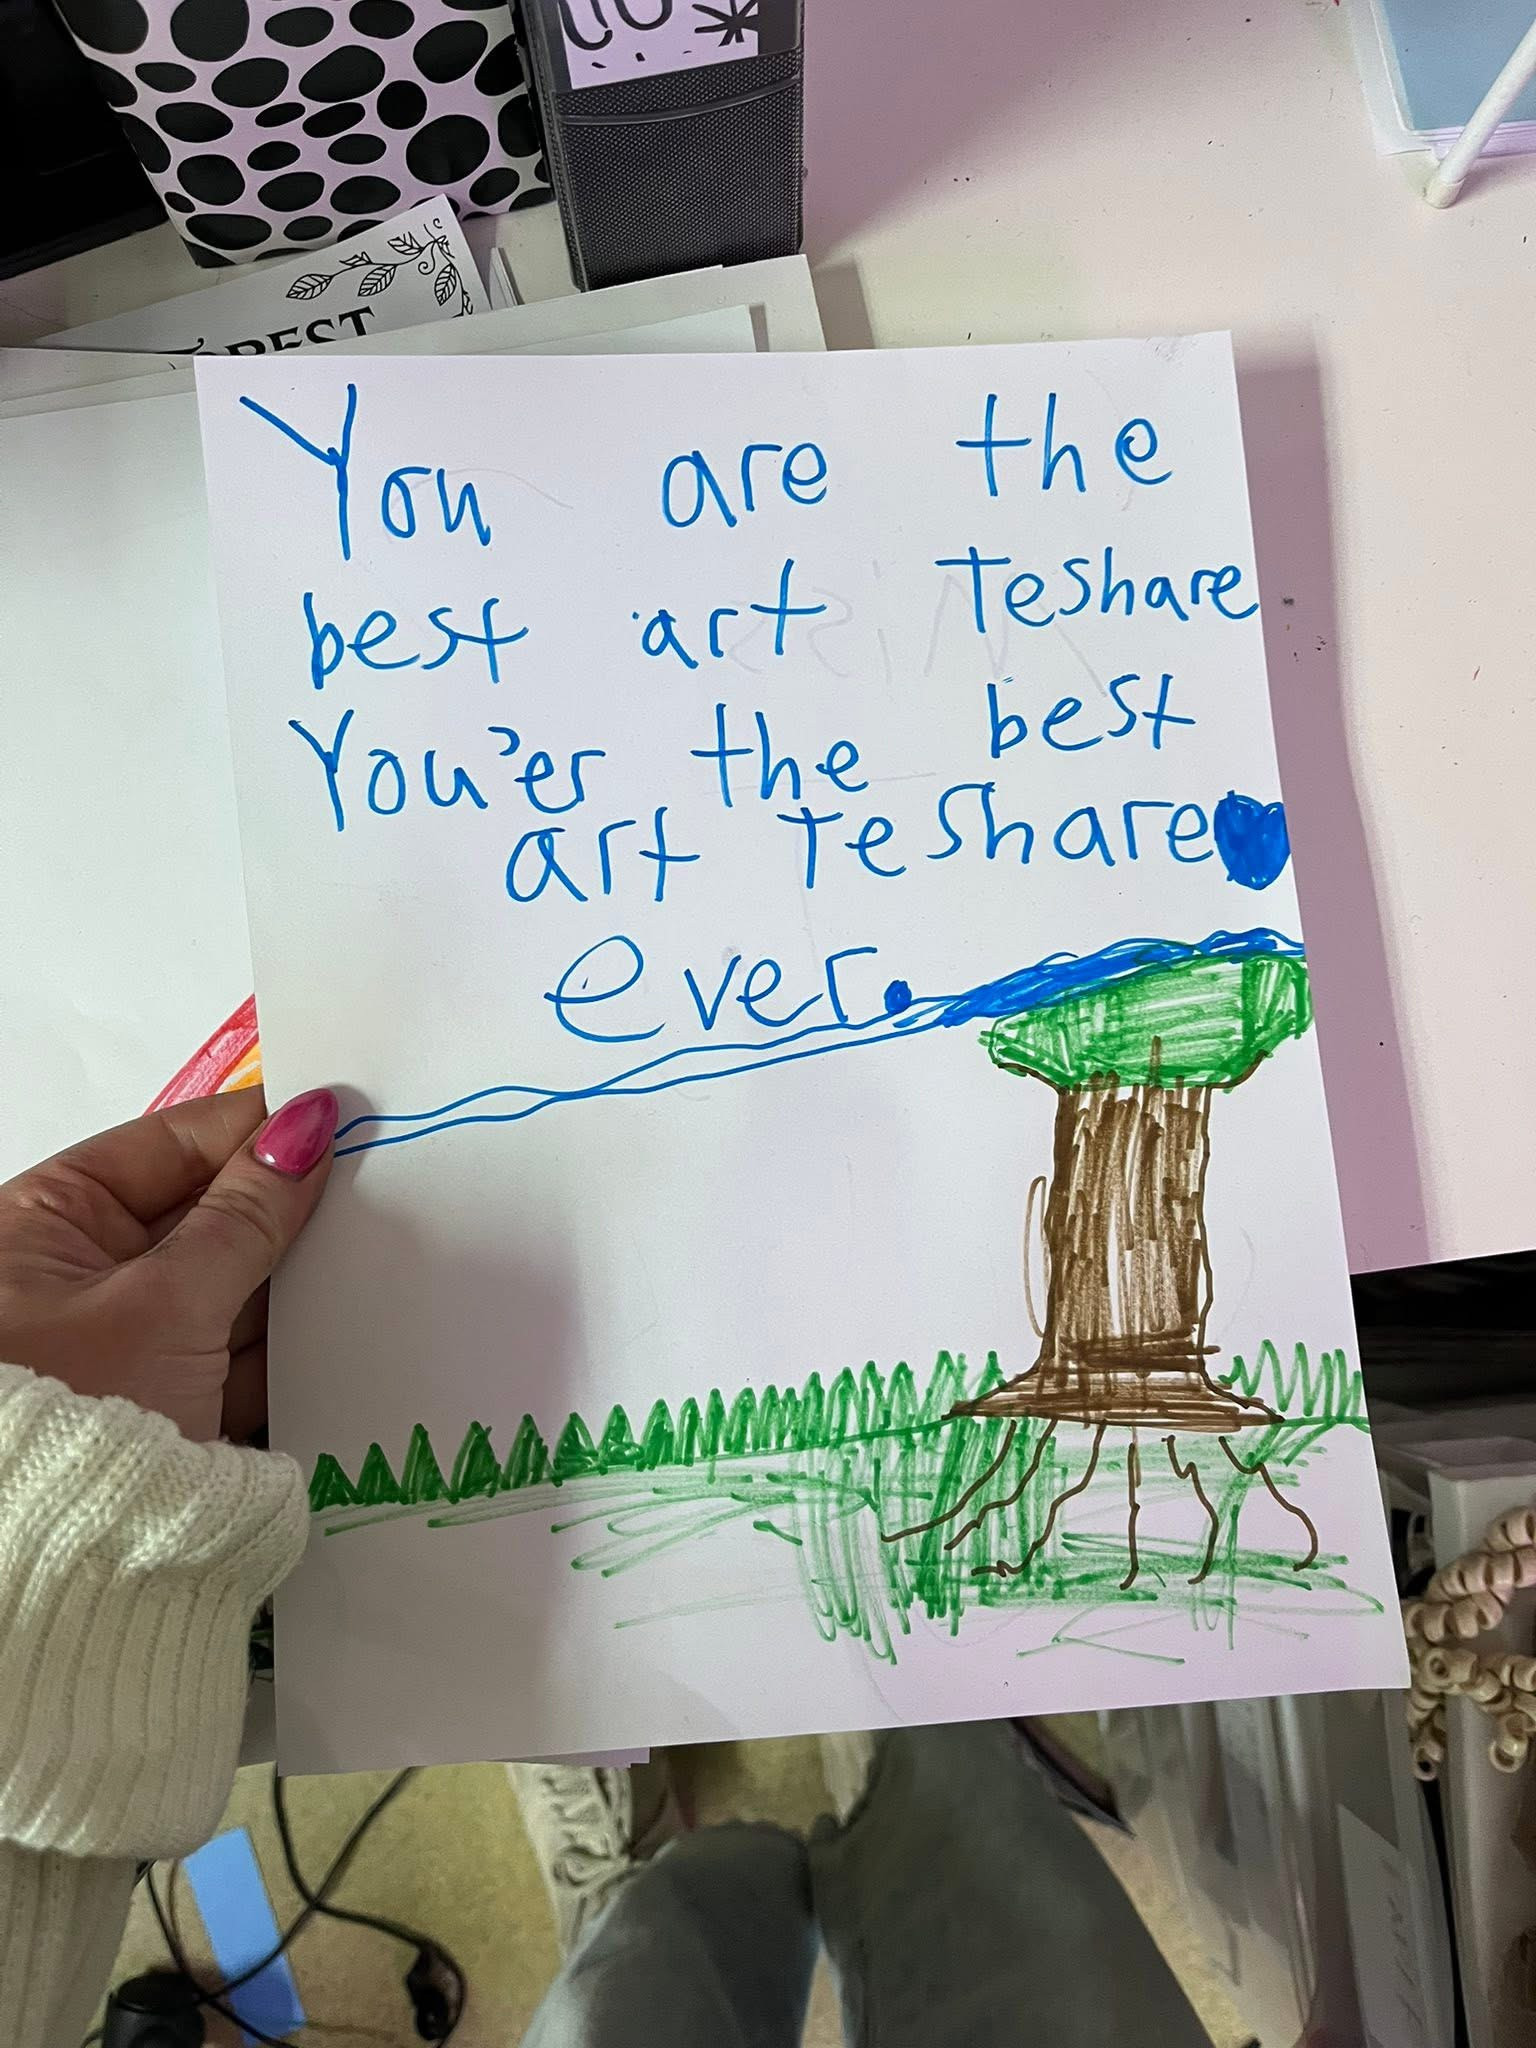 You are the
best art Teshare
You'er the best
art Teshare
ever.